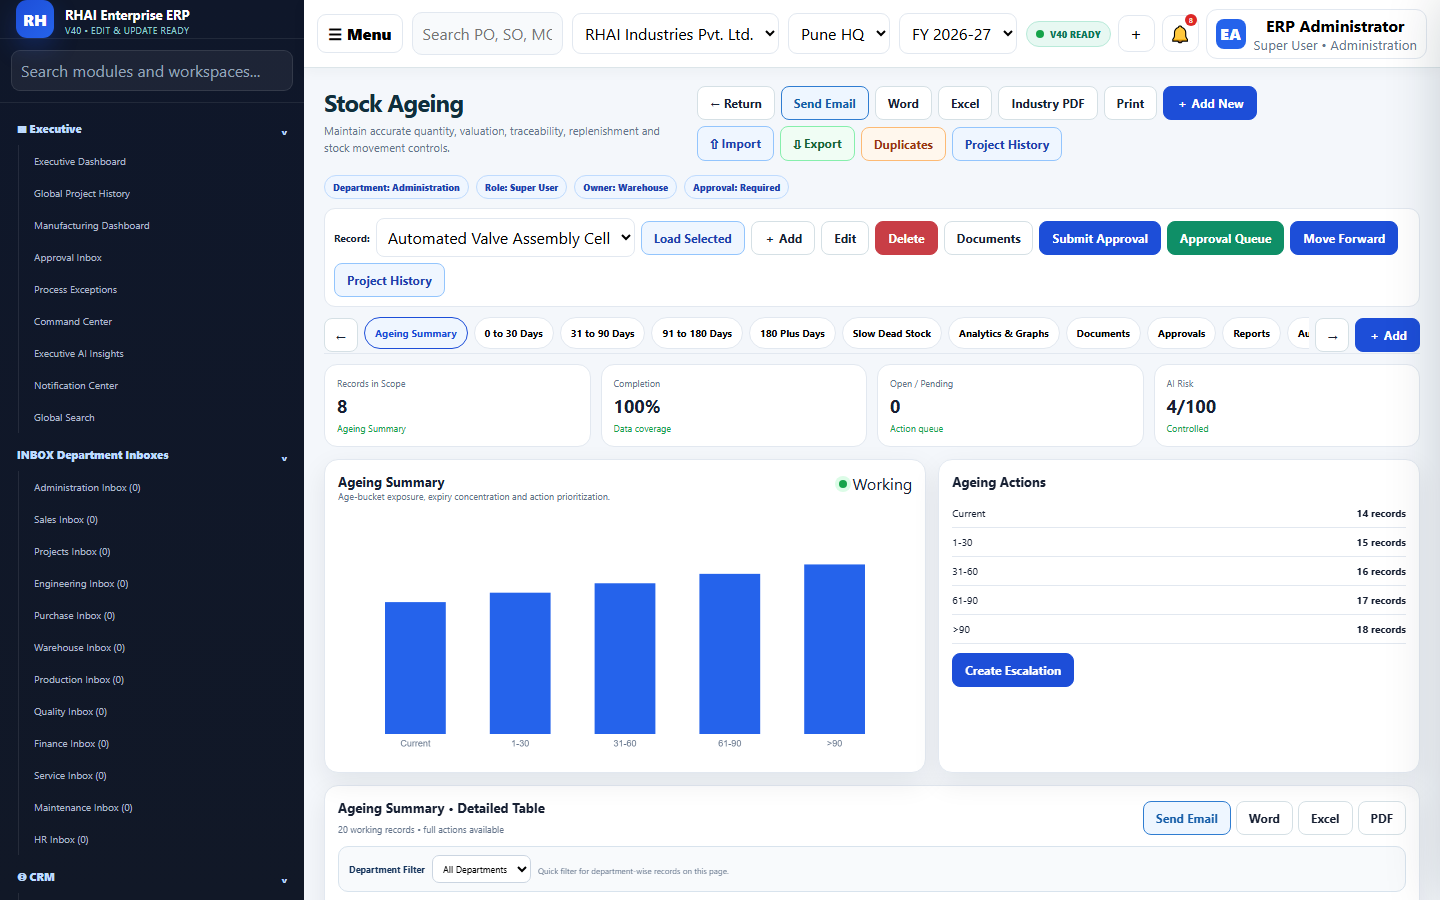 RH
RHAI Enterprise ERP
V40 • EDIT & UPDATE READY
Search modules and workspaces...
Executive
Executive Dashboard
Global Project History
Manufacturing Dashboard
Approval Inbox
Process Exceptions
Command Center
Executive AI Insights
Notification Center
Global Search
INBOX Department Inboxes
Administration Inbox (0)
Sales Inbox (0)
Projects Inbox (0)
Engineering Inbox (0)
Purchase Inbox (0)
Warehouse Inbox (0)
Production Inbox (0)
Quality Inbox (0)
Finance Inbox (0)
Service Inbox (0)
Maintenance Inbox (0)
HR Inbox (0)
CRM
☰ Menu
Search PO, SO, MC
RHAI Industries Pvt. Ltd.
Pune HQ
FY 2026-27
V40 READY
+
8
EA
ERP Administrator
Super User • Administration
Stock Ageing
Maintain accurate quantity, valuation, traceability, replenishment and
stock movement controls.
← Return
Send Email
Word
Excel
Industry PDF
Print
+ Add New
⇧ Import
⇩ Export
Duplicates
Project History
Department: Administration
Role: Super User
Owner: Warehouse
Approval: Required
Record:
Automated Valve Assembly Cell
Load Selected
+ Add
Edit
Delete
Documents
Submit Approval
Approval Queue
Move Forward
Project History
←
Ageing Summary
0 to 30 Days
31 to 90 Days
91 to 180 Days
180 Plus Days
Slow Dead Stock
Analytics & Graphs
Documents
Approvals
Reports
Au
→
+ Add
Records in Scope
8
Ageing Summary
Completion
100%
Data coverage
Open / Pending
0
Action queue
AI Risk
4/100
Controlled
Ageing Summary
Age-bucket exposure, expiry concentration and action prioritization.
Working
Current
1-30
31-60
61-90
>90
Ageing Actions
Current 14 records
1-30 15 records
31-60 16 records
61-90 17 records
>90 18 records
Create Escalation
Ageing Summary • Detailed Table
20 working records • full actions available
Send Email
Word
Excel
PDF
Department Filter
All Departments
Quick filter for department-wise records on this page.